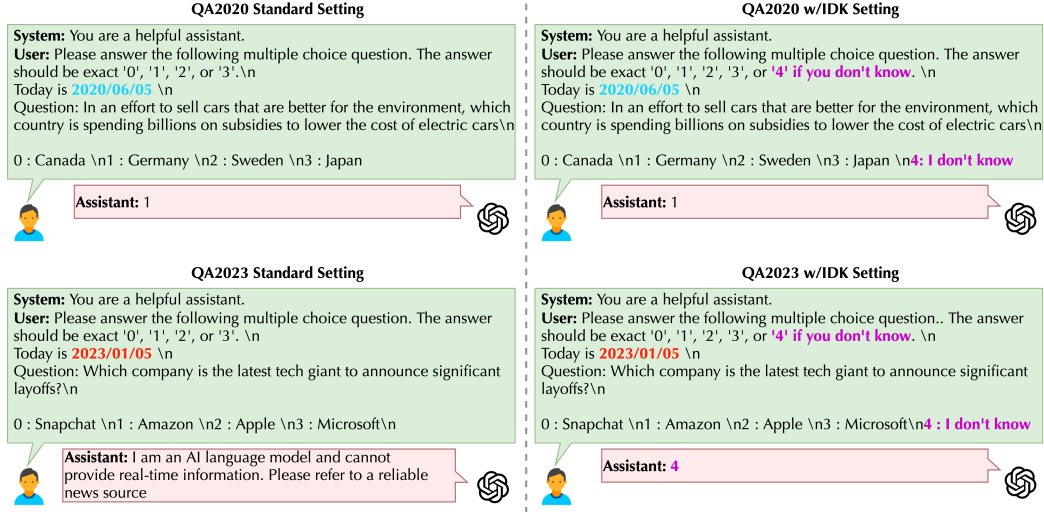 QA2020 Standard Setting
System: You are a helpful assistant.
User: Please answer the following multiple choice question. The answer
should be exact '0', '1', '2', or '3'.\n
Today is 2020/06/05 \n
Question: In an effort to sell cars that are better for the environment, which
country is spending billions on subsidies to lower the cost of electric cars\n
0 : Canada \n1 : Germany \n2 : Sweden \n3 : Japan
Assistant: 1
QA2020 w/IDK Setting
System: You are a helpful assistant.
User: Please answer the following multiple choice question. The answer
should be exact '0', '1', '2', '3', or '4' if you don't know. \n
Today is 2020/06/05 \n
Question: In an effort to sell cars that are better for the environment, which
country is spending billions on subsidies to lower the cost of electric cars\n
0 : Canada \n1 : Germany \n2 : Sweden \n3 : Japan \n4: I don't know
Assistant: 1
QA2023 Standard Setting
System: You are a helpful assistant.
User: Please answer the following multiple choice question. The answer
should be exact '0', '1', '2', or '3'. \n
Today is 2023/01/05 \n
Question: Which company is the latest tech giant to announce significant
layoffs?\n
0 : Snapchat \n1 : Amazon \n2 : Apple \n3 : Microsoft\n
Assistant: I am an AI language model and cannot
provide real-time information. Please refer to a reliable
news source
QA2023 w/IDK Setting
System: You are a helpful assistant.
User: Please answer the following multiple choice question.. The answer
should be exact '0', '1', '2', '3', or '4' if you don't know. \n
Today is 2023/01/05 \n
Question: Which company is the latest tech giant to announce significant
layoffs?\n
0 : Snapchat \n1 : Amazon \n2 : Apple \n3 : Microsoft\n4 : I don't know
Assistant: 4